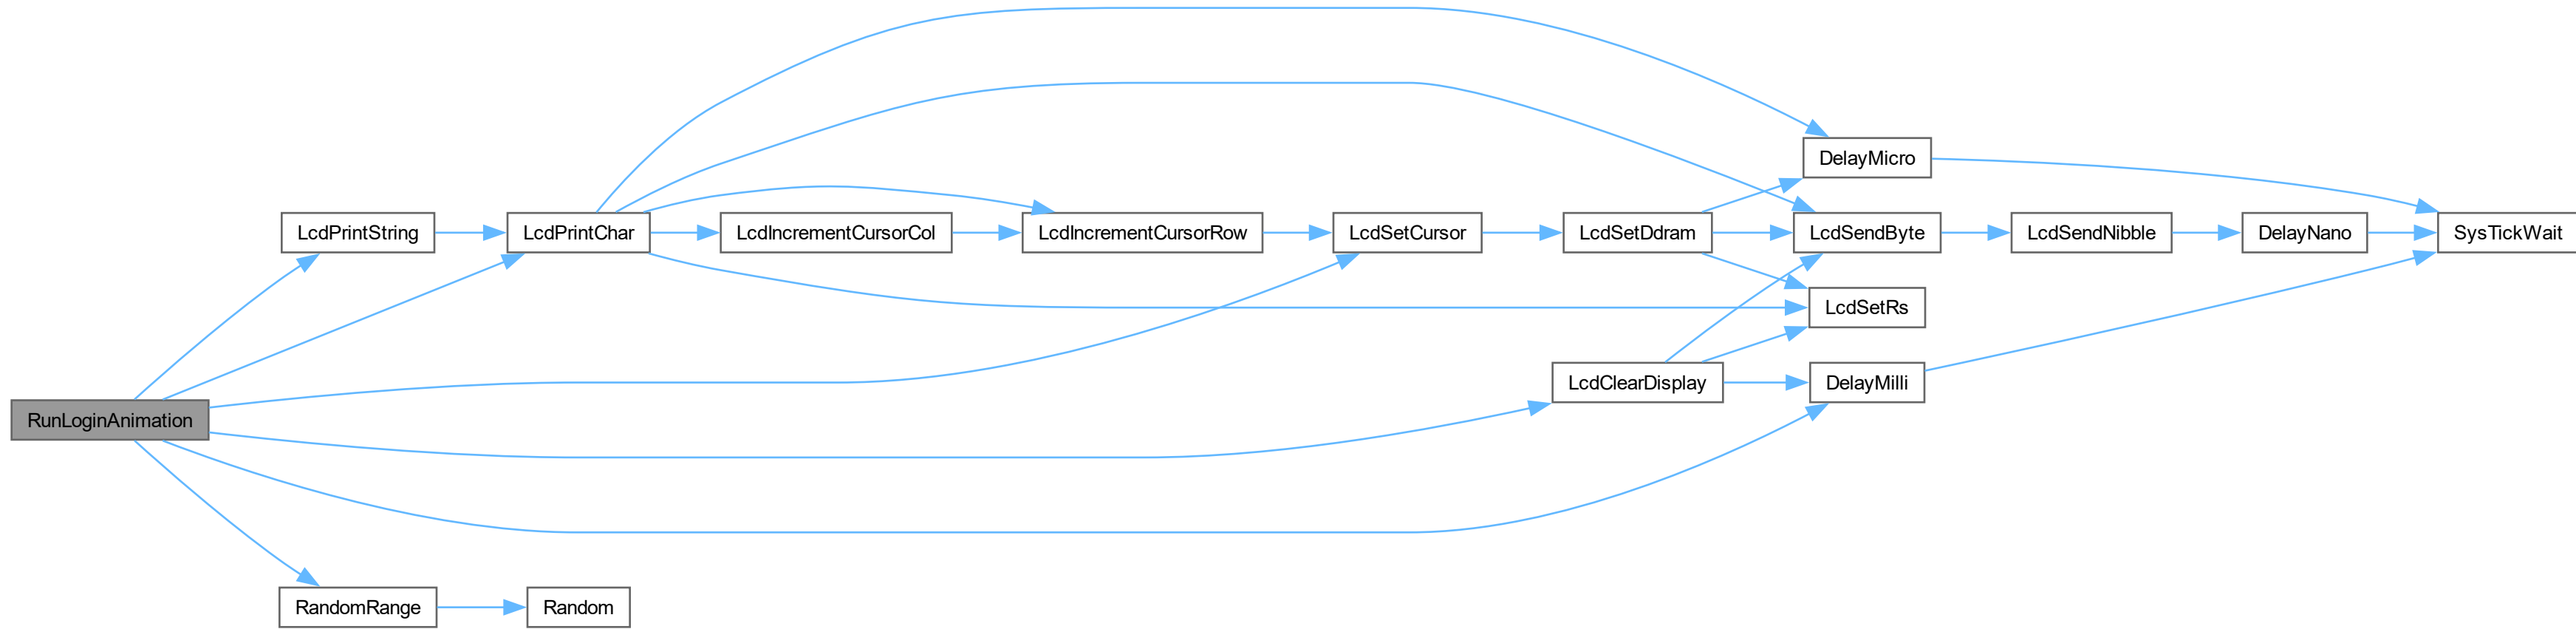 DelayMicro
LcdPrintString
LcdPrintChar
LcdIncrementCursorCol
LcdIncrementCursorRow
LcdSetCursor
LcdSetDdram
LcdSendByte
LcdSendNibble
DelayNano
SysTickWait
LcdSetRs
LcdClearDisplay
DelayMilli
RunLoginAnimation
RandomRange
Random